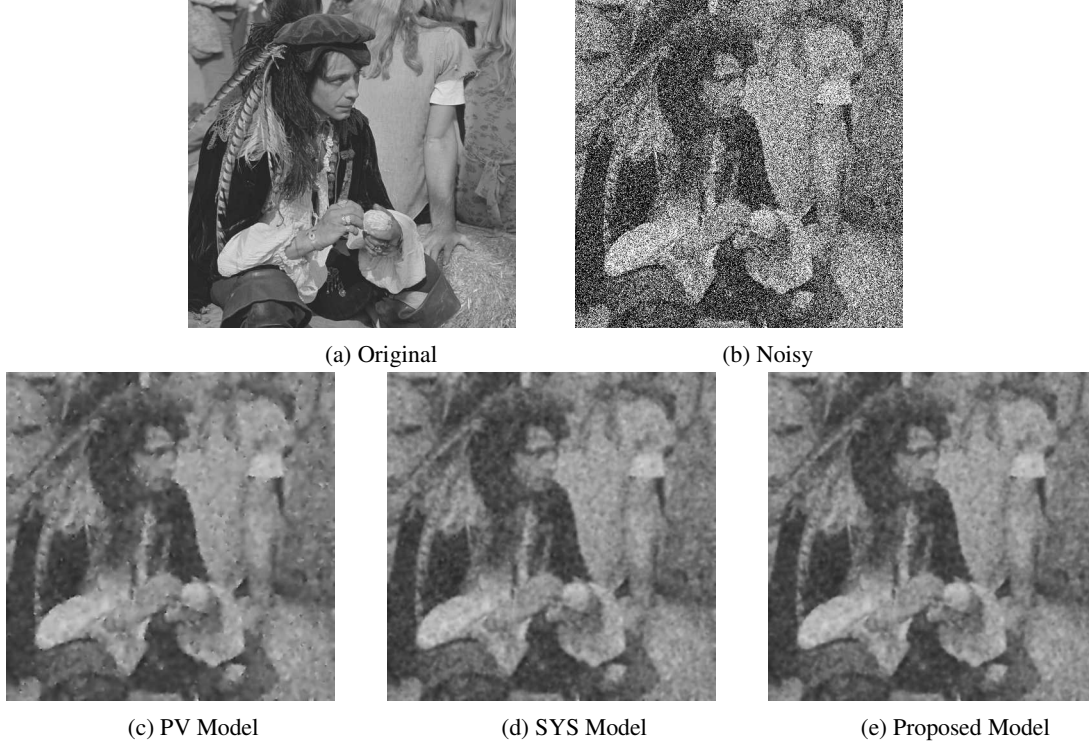 (a) Original
(b) Noisy
(c) PV Model
(d) SYS Model
(e) Proposed Model